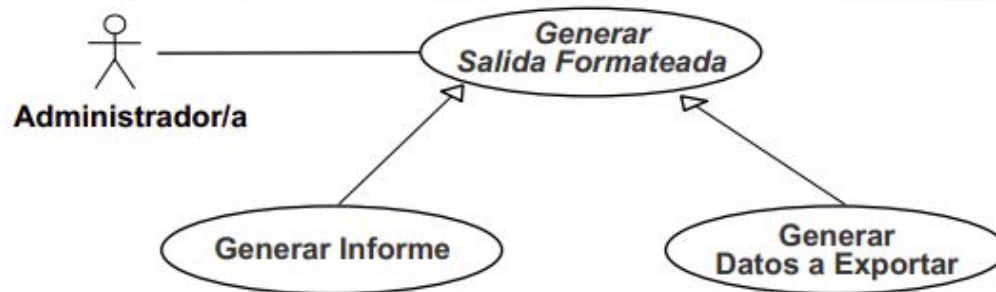 Generar
Salida Formateada
Administrador/a
Generar Informe
Generar
Datos a Exportar